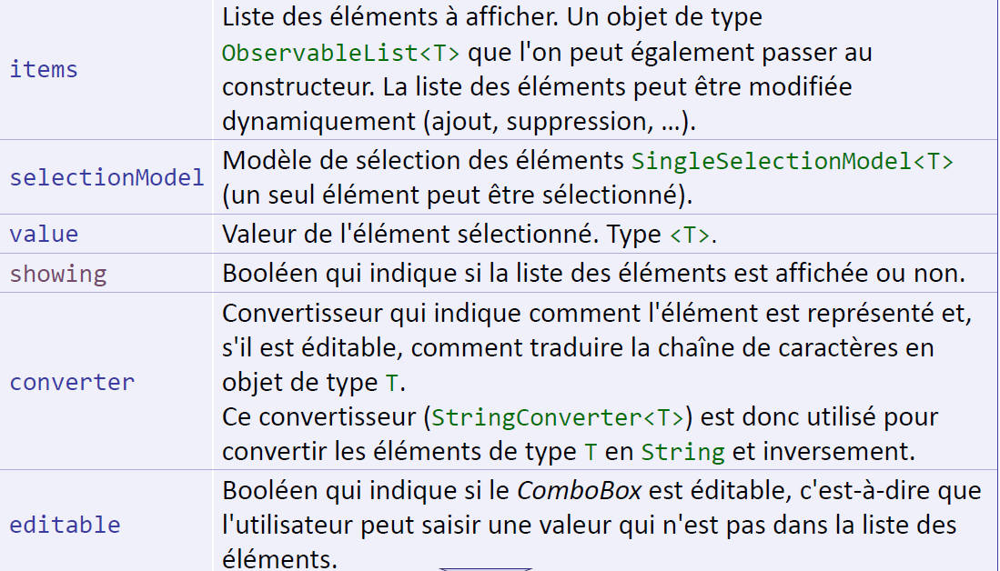 Liste des éléments à afficher. Un objet de type
ObservableList<T> que l'on peut également passer au
items
constructeur. La liste des éléments peut être modifiée
dynamiquement (ajout, suppression, …).
selectionModel
Modèle de sélection des éléments SingleSelectionModel<T>
(un seul élément peut être sélectionné).
value
Valeur de l'élément sélectionné. Type <T>.
showing
Booléen qui indique si la liste des éléments est affichée ou non.
converter
Convertisseur qui indique comment l'élément est représenté et,
s'il est éditable, comment traduire la chaîne de caractères en
objet de type T.
Ce convertisseur (StringConverter<T>) est donc utilisé pour
convertir les éléments de type T en String et inversement.
editable
Booléen qui indique si le ComboBox est éditable, c'est-à-dire que
l'utilisateur peut saisir une valeur qui n'est pas dans la liste des
éléments.